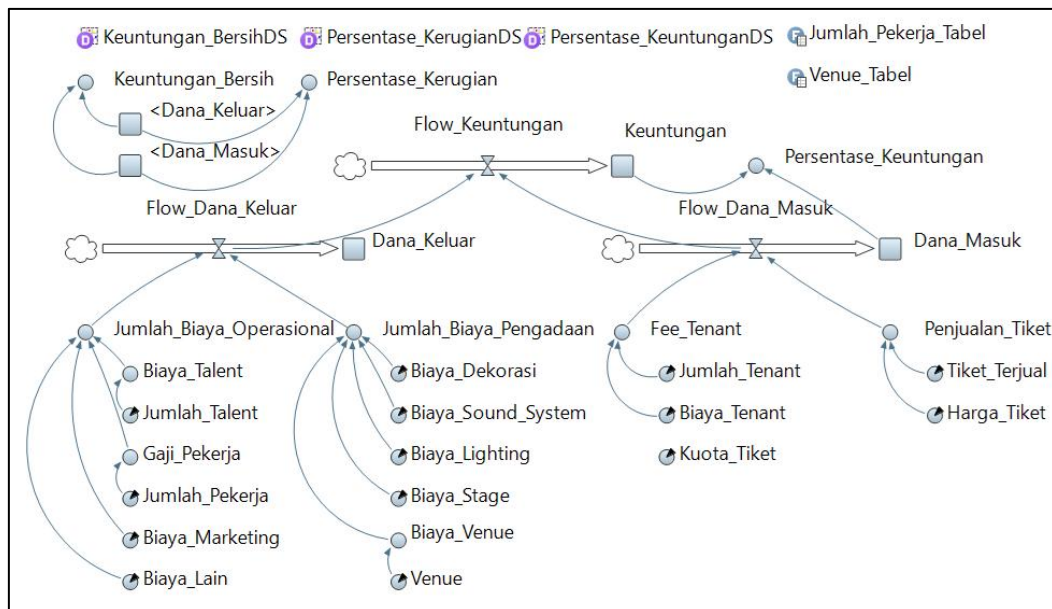 Keuntungan_BersihDS
Persentase_KerugianDS
Persentase_KeuntunganDS
Jumlah_Pekerja_Tabel
Keuntungan_Bersih
Persentase_Kerugian
Venue_Tabel
<Dana_Keluar>
<Dana_Masuk>
Flow_Keuntungan
Keuntungan
Persentase_Keuntungan
Flow_Dana_Keluar
Dana_Keluar
Flow_Dana_Masuk
Dana_Masuk
Jumlah_Biaya_Operasional
Biaya_Talent
Jumlah_Talent
Gaji_Pekerja
Jumlah_Pekerja
Biaya_Marketing
Biaya_Lain
Jumlah_Biaya_Pengadaan
Biaya_Dekorasi
Biaya_Sound_System
Biaya_Lighting
Biaya_Stage
Biaya_Venue
Venue
Fee_Tenant
Jumlah_Tenant
Biaya_Tenant
Kuota_Tiket
Penjualan_Tiket
Tiket_Terjual
Harga_Tiket